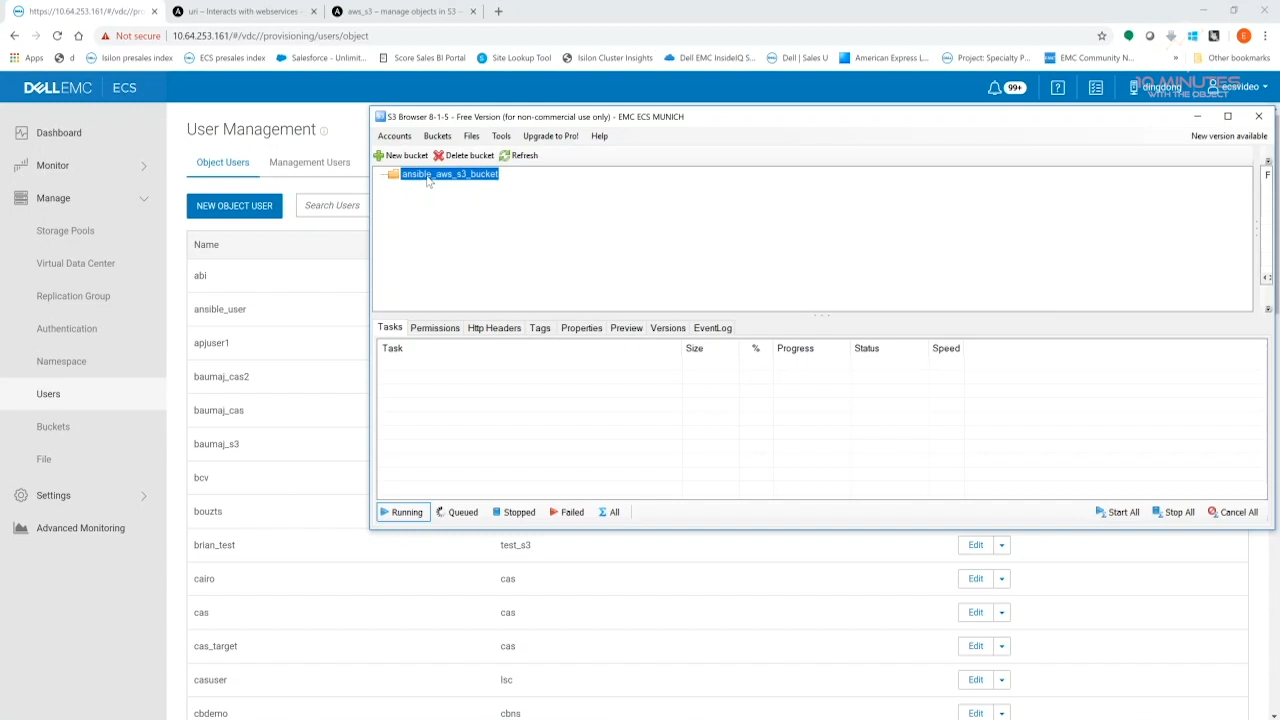 https://10.64.253.161/#/vdc//pro
uri – Interacts with webservices –
aws_s3 – manage objects in S3 –
Not secure
10.64.253.161/#/vdc//provisioning/users/object
Apps
d
Isilon presales index
ECS presales index
Salesforce - Unlimit...
Score Sales BI Portal
Site Lookup Tool
Isilon Cluster Insights
Dell EMC InsideIQ S...
Dell | Sales U
American Express L...
Project: Specialty P...
EMC Community N...
»
Other bookmarks
DELLEMC
ECS
99+
dingdong
ecsvideo
10 MINUTES
WITH THE OBJECT
S3 Browser 8-1-5 - Free Version (for non-commercial use only) - EMC ECS MUNICH
Accounts
Buckets
Files
Tools
Upgrade to Pro!
Help
New version available
New bucket
Delete bucket
Refresh
ansible_aws_s3_bucket
F
Tasks
Permissions
Http Headers
Tags
Properties
Preview
Versions
EventLog
Task
Size
%
Progress
Status
Speed
Running
Queued
Stopped
Failed
All
Start All
Stop All
Cancel All
Dashboard
Monitor
Manage
Storage Pools
Virtual Data Center
Replication Group
Authentication
Namespace
Users
Buckets
File
Settings
Advanced Monitoring
User Management
Object Users
Management Users
NEW OBJECT USER
Search Users
Name
abi
ansible_user
apjuser1
baumaj_cas2
baumaj_cas
baumaj_s3
bcv
bouzts
brian_test
test_s3
Edit
cairo
cas
Edit
cas
cas
Edit
cas_target
cas
Edit
casuser
lsc
Edit
cbdemo
cbns
Edit